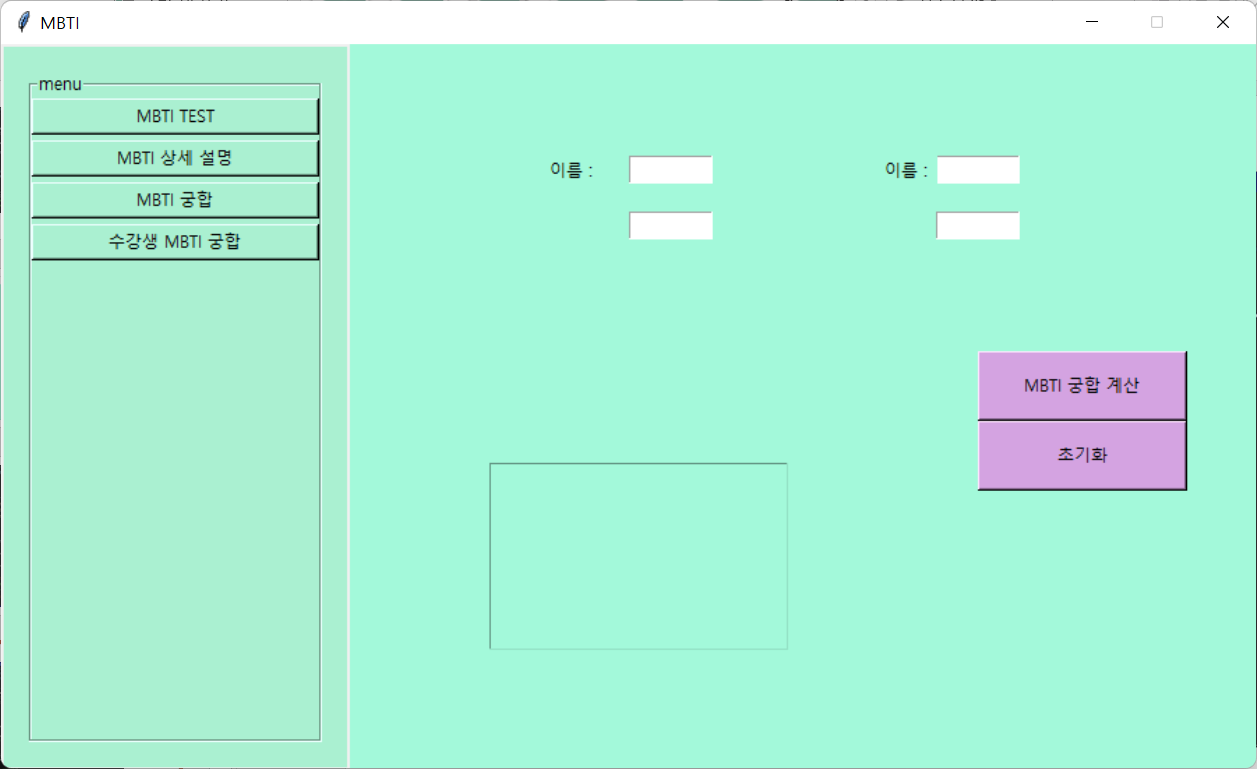 MBTI
menu
MBTI TEST
MBTI 상세 설명
MBTI 궁합
수강생 MBTI 궁합
이름 :
이름 :
MBTI 궁합 계산
초기화